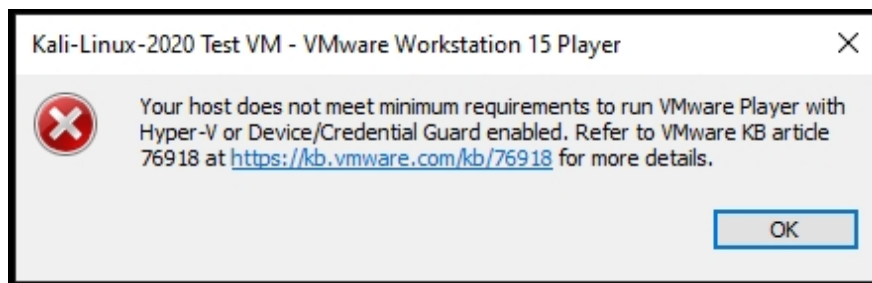 Kali-Linux-2020 Test VM - VMware Workstation 15 Player
Your host does not meet minimum requirements to run VMware Player with
Hyper-V or Device/Credential Guard enabled. Refer to VMware KB article
76918 at https://kb.vmware.com/kb/76918 for more details.
OK